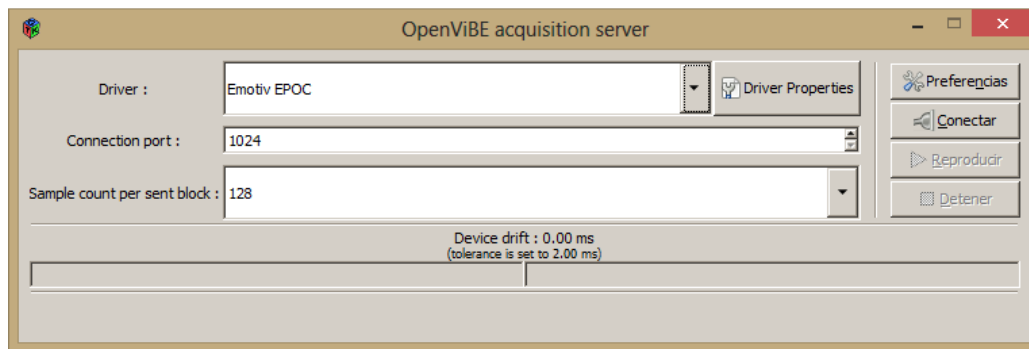 OpenViBE acquisition server
Driver :
Emotiv EPOC
Driver Properties
Preferencias
Connection port :
1024
Conectar
Sample count per sent block :
128
Reproducir
Detener
Device drift : 0.00 ms
(tolerance is set to 2.00 ms)